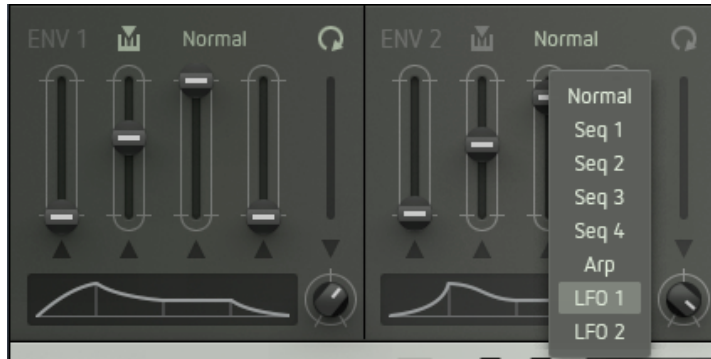 ENV 1 M Normal ENV 2 M Normal
Normal
Seq 1
Seq 2
Seq 3
Seq 4
Arp
LFO 1
LFO 2